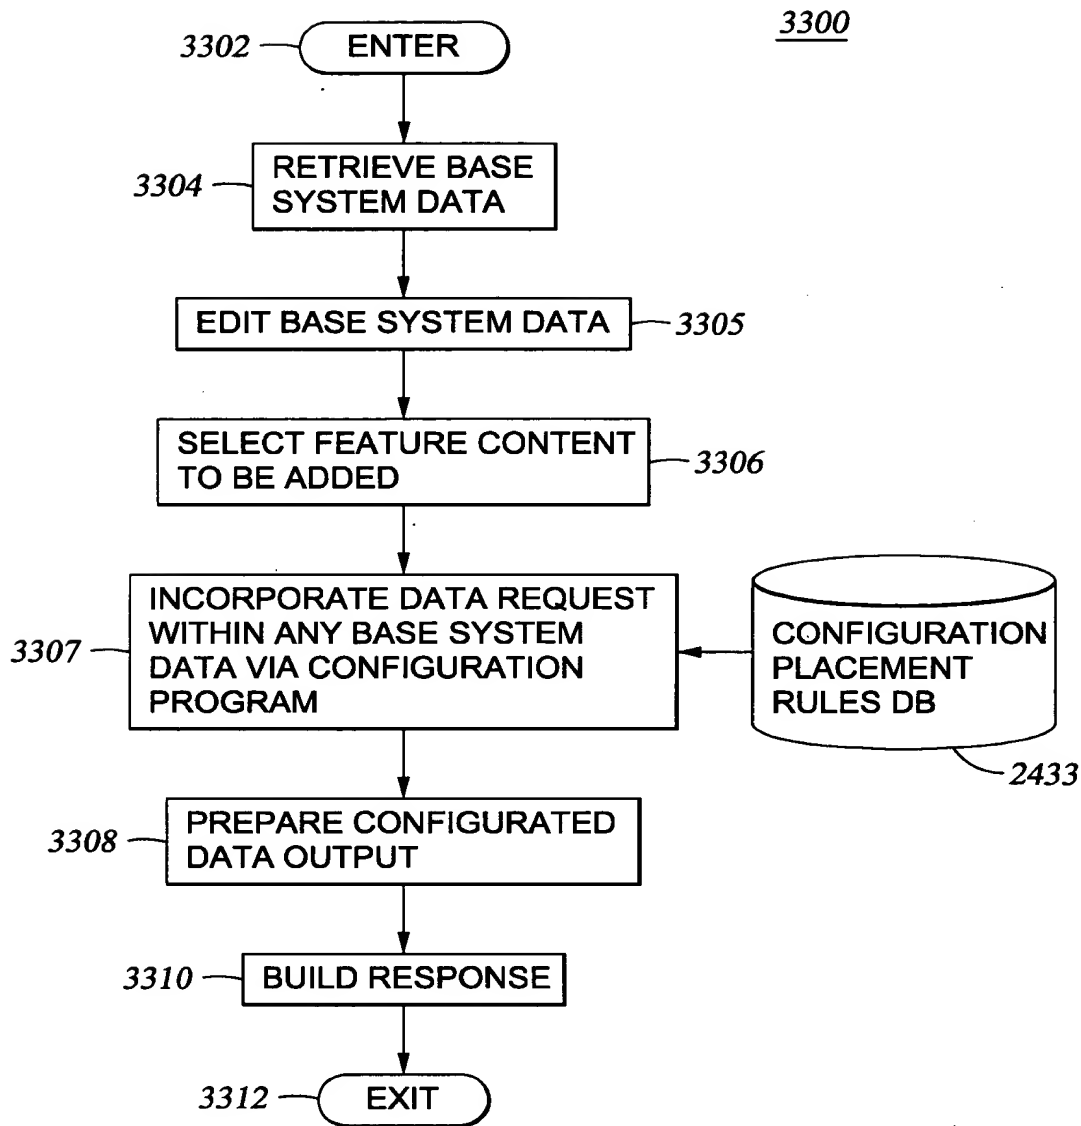 3300
3302
ENTER
3304
RETRIEVE BASE
SYSTEM DATA
EDIT BASE SYSTEM DATA
3305
SELECT FEATURE CONTENT
TO BE ADDED
3306
3307
INCORPORATE DATA REQUEST
WITHIN ANY BASE SYSTEM
DATA VIA CONFIGURATION
PROGRAM
CONFIGURATION
PLACEMENT
RULES DB
2433
3308
PREPARE CONFIGURATED
DATA OUTPUT
3310
BUILD RESPONSE
3312
EXIT